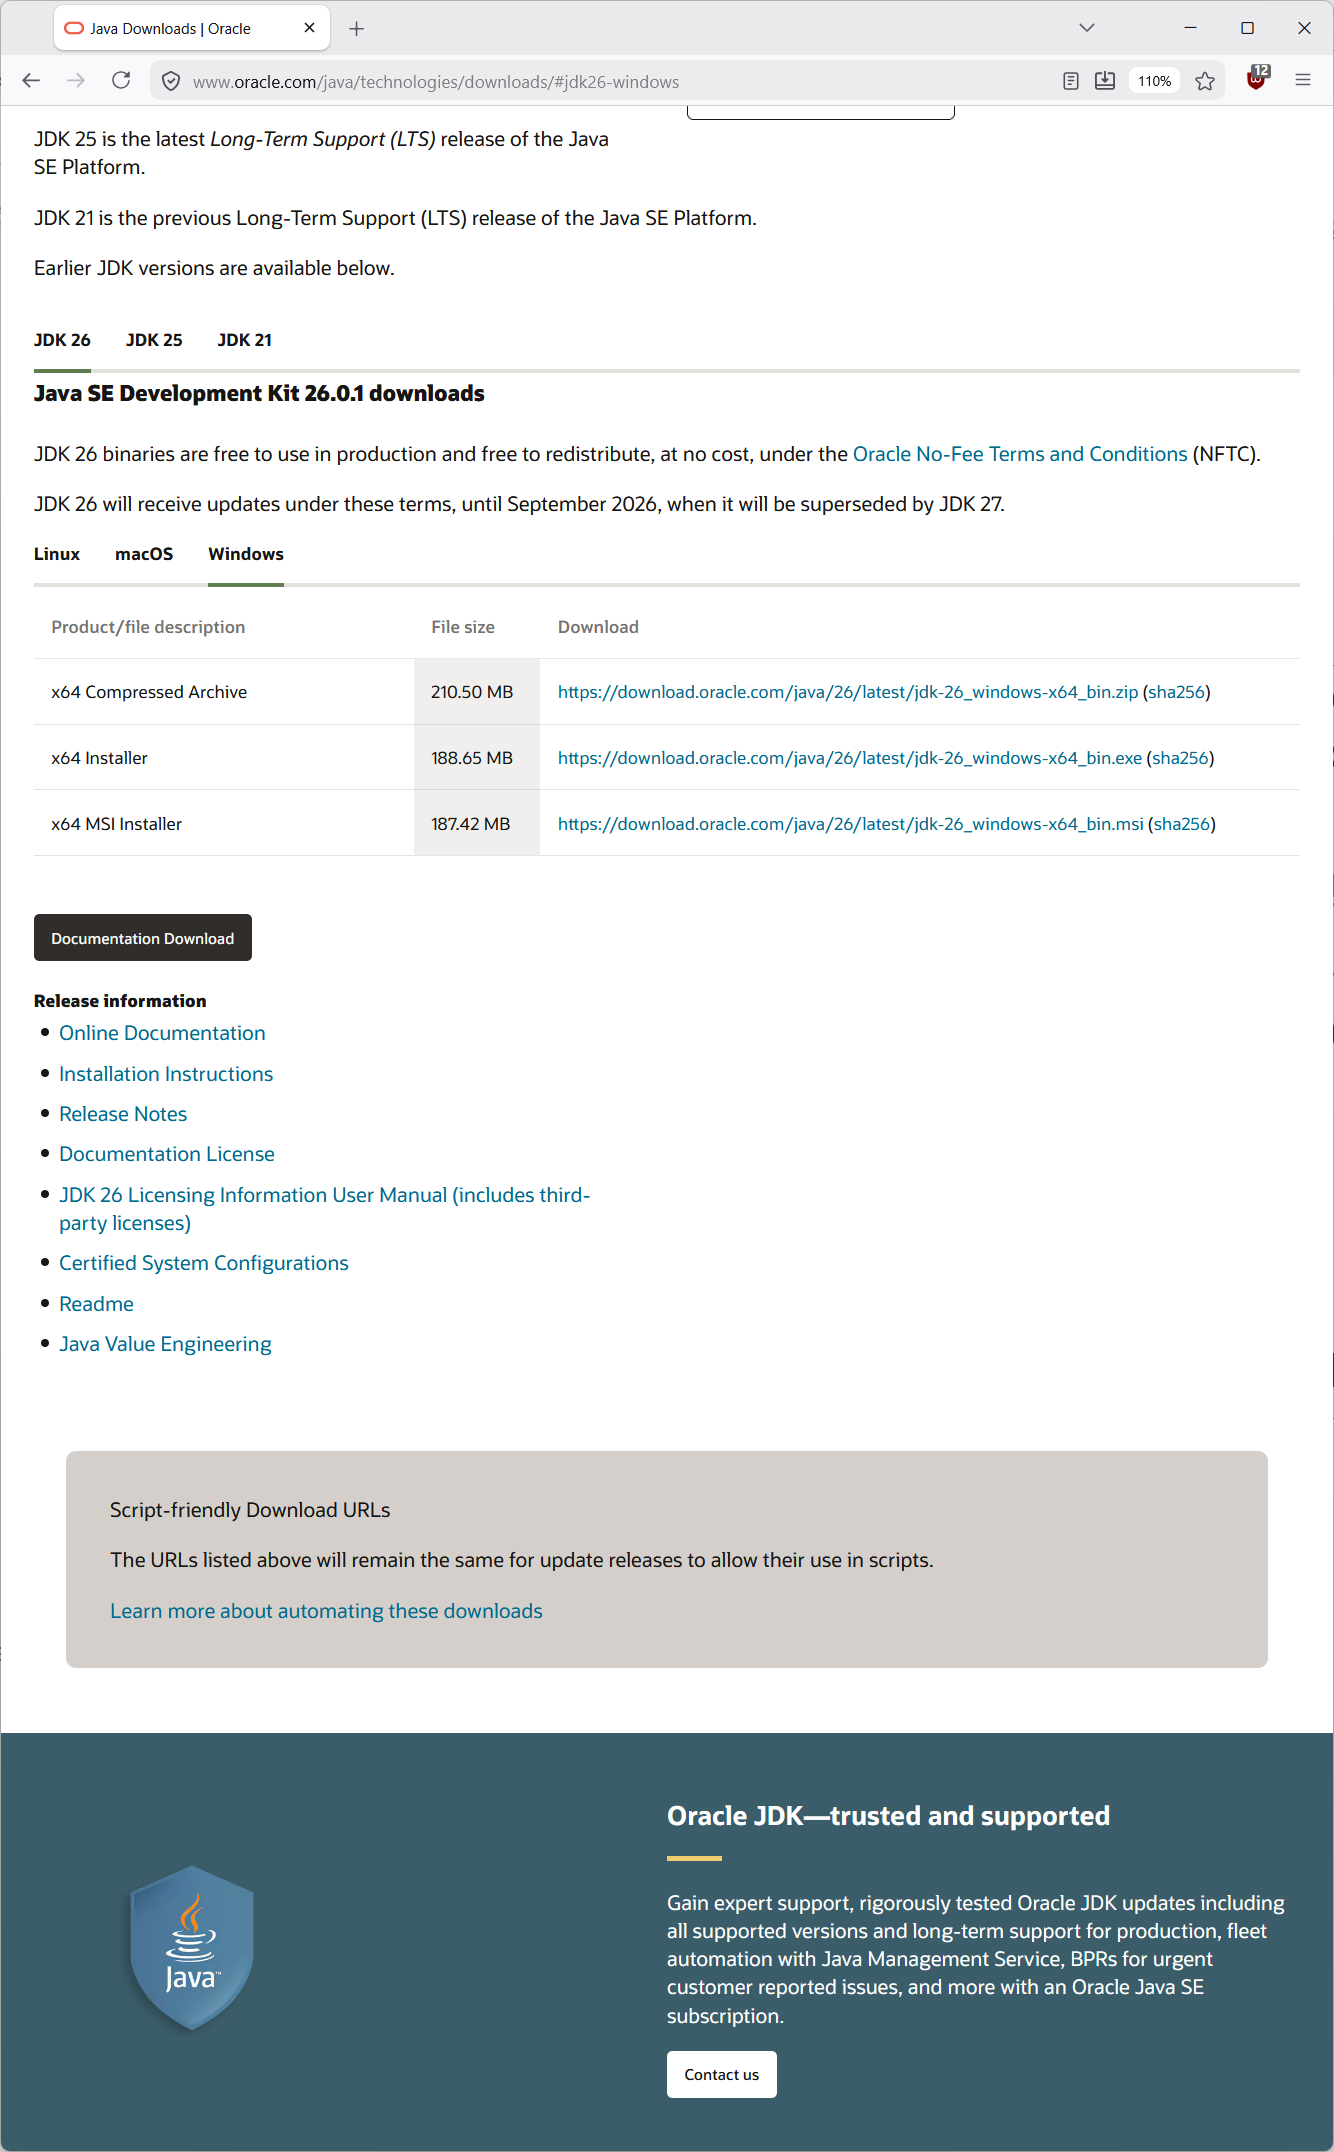 Java Downloads | Oracle
www.oracle.com/java/technologies/downloads/#jdk26-windows
110%
12
JDK 25 is the latest Long-Term Support (LTS) release of the Java
SE Platform.
JDK 21 is the previous Long-Term Support (LTS) release of the Java SE Platform.
Earlier JDK versions are available below.
JDK 26 JDK 25 JDK 21
Java SE Development Kit 26.0.1 downloads
JDK 26 binaries are free to use in production and free to redistribute, at no cost, under the Oracle No-Fee Terms and Conditions (NFTC).
JDK 26 will receive updates under these terms, until September 2026, when it will be superseded by JDK 27.
Linux macOS Windows
Product/file description File size Download
x64 Compressed Archive 210.50 MB https://download.oracle.com/java/26/latest/jdk-26_windows-x64_bin.zip (sha256)
x64 Installer 188.65 MB https://download.oracle.com/java/26/latest/jdk-26_windows-x64_bin.exe (sha256)
x64 MSI Installer 187.42 MB https://download.oracle.com/java/26/latest/jdk-26_windows-x64_bin.msi (sha256)
Documentation Download
Release information
Online Documentation
Installation Instructions
Release Notes
Documentation License
JDK 26 Licensing Information User Manual (includes third-
party licenses)
Certified System Configurations
Readme
Java Value Engineering
Script-friendly Download URLs
The URLs listed above will remain the same for update releases to allow their use in scripts.
Learn more about automating these downloads
Java™
Oracle JDK—trusted and supported
Gain expert support, rigorously tested Oracle JDK updates including
all supported versions and long-term support for production, fleet
automation with Java Management Service, BPRs for urgent
customer reported issues, and more with an Oracle Java SE
subscription.
Contact us